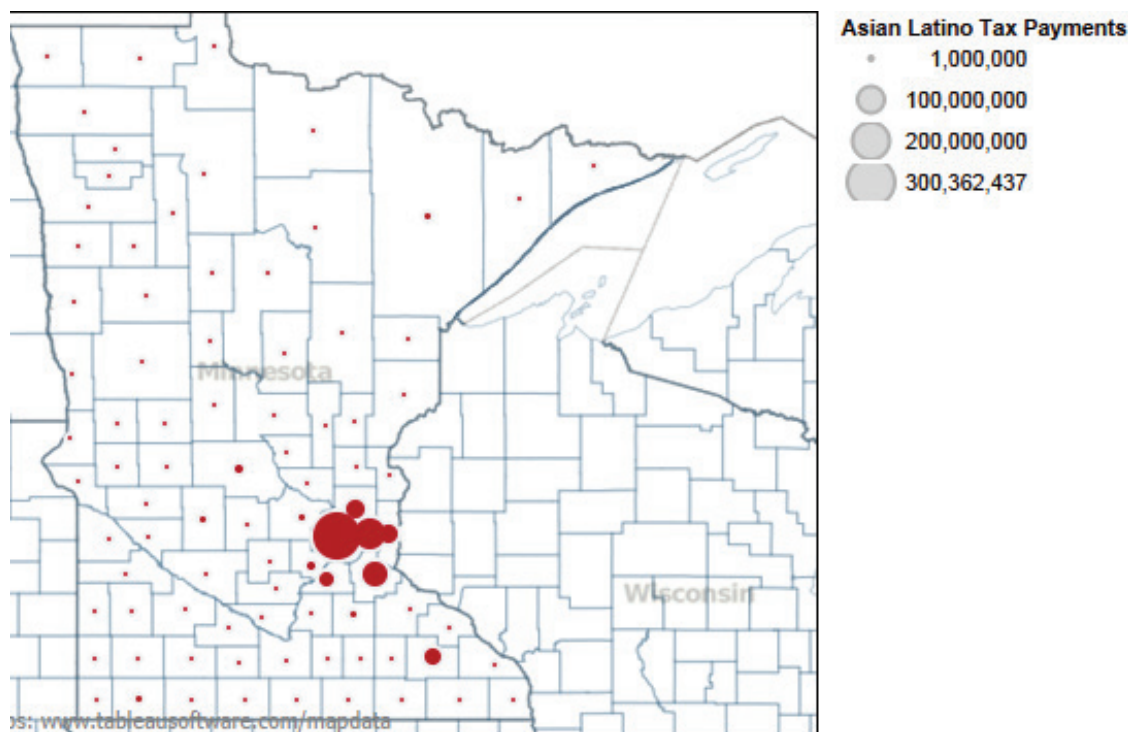 Asian Latino Tax Payments
1,000,000
100,000,000
200,000,000
300,362,437
Minnesota
Wisconsin
os: www.tableausoftware.com/mapdata